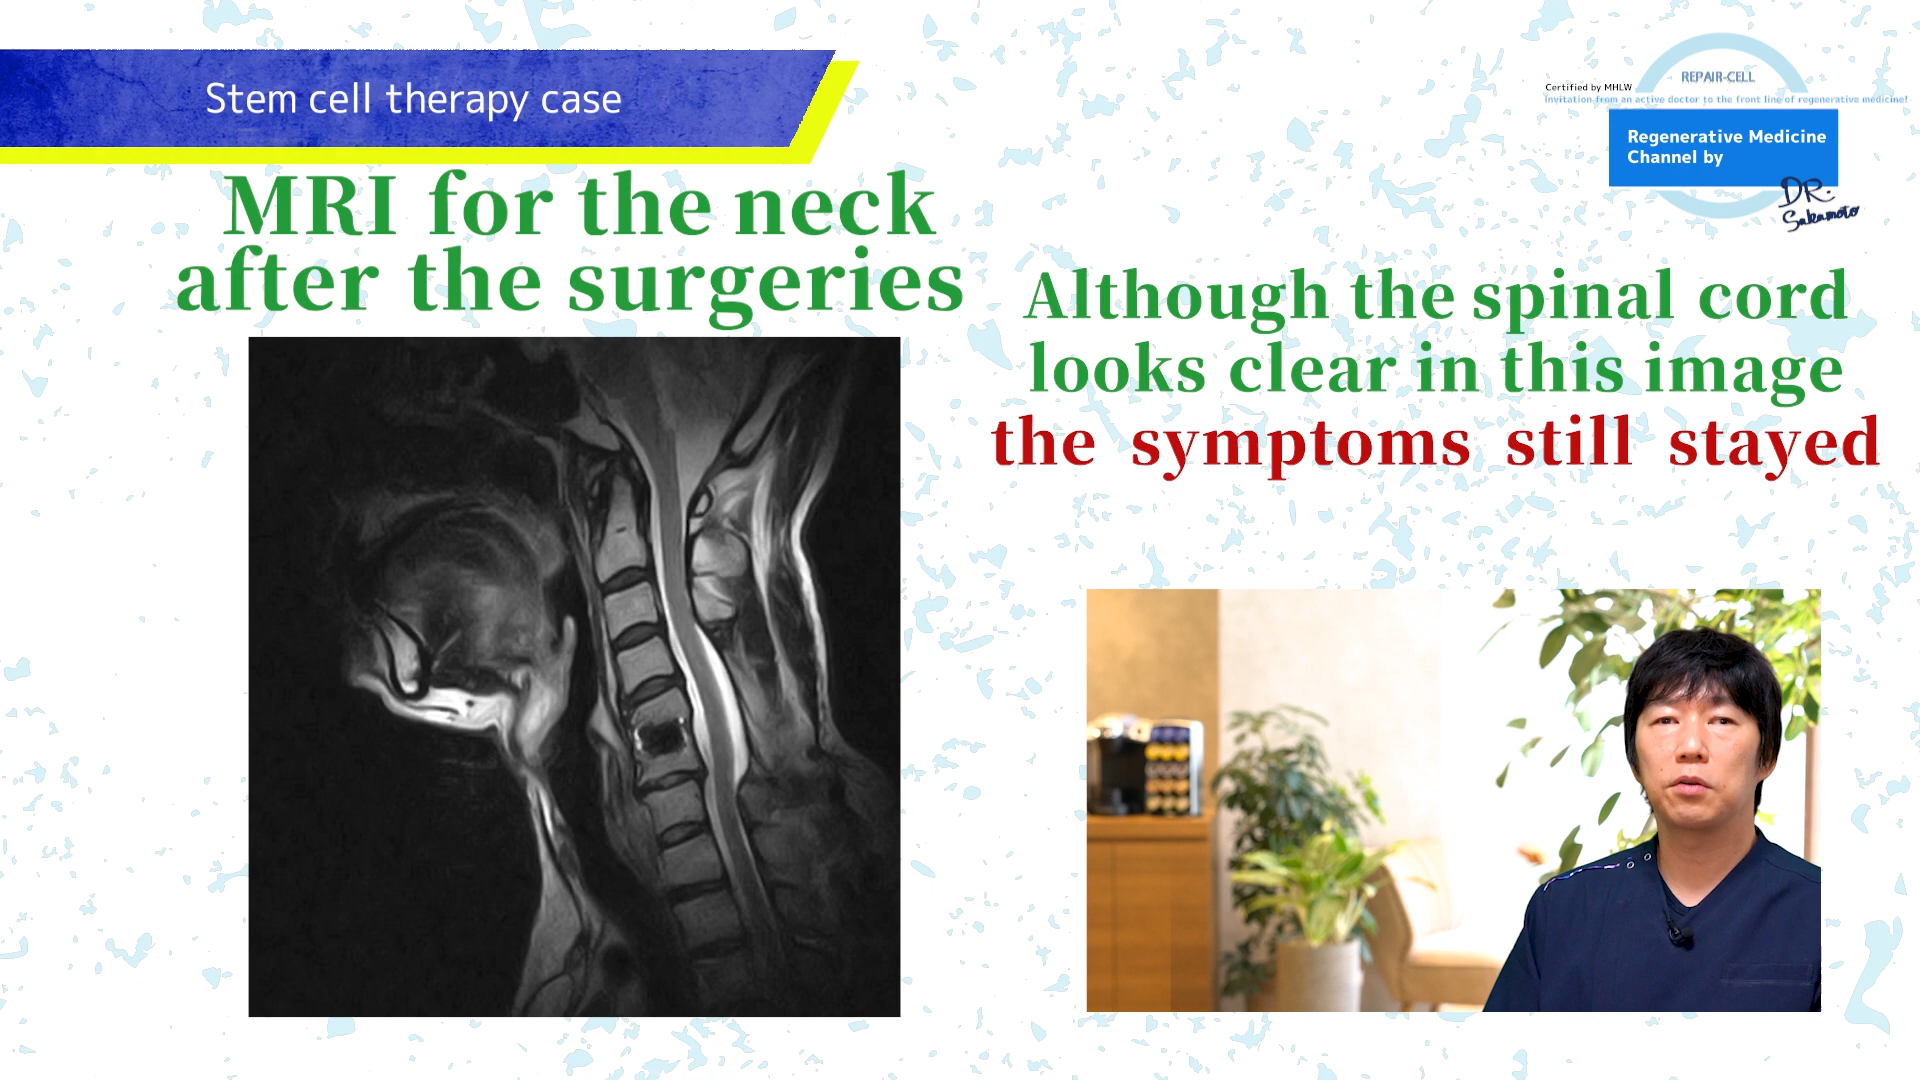 Stem cell therapy case
REPAIR-CELL
Certified by MHLW
Invitation from an active doctor to the front line of regenerative medicine!
Regenerative Medicine
Channel by
DR.
Sakamoto
MRI for the neck
after the surgeries
Although the spinal cord
looks clear in this image
the symptoms still stayed